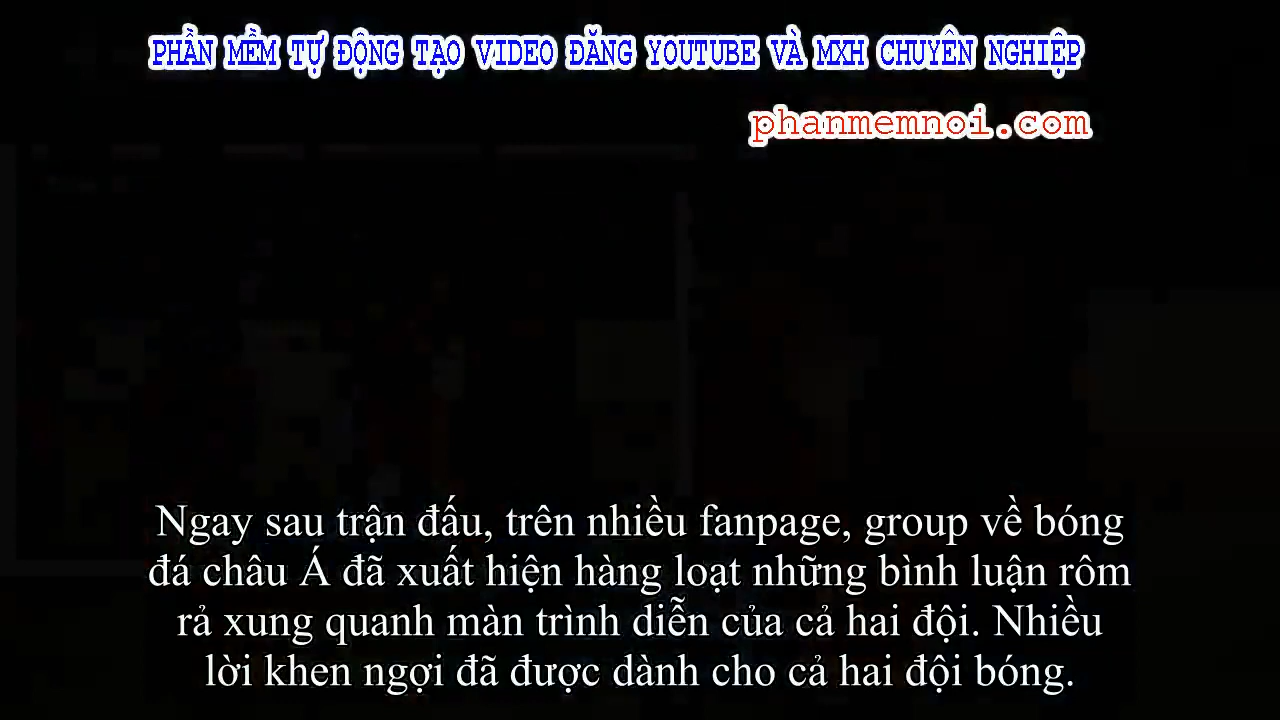 PHẦN MỀM TỰ ĐỘNG TẠO VIDEO ĐĂNG YOUTUBE VÀ MXH CHUYÊN NGHIỆP
phanmemnoi.com
Ngay sau trận đấu, trên nhiều fanpage, group về bóng
đá châu Á đã xuất hiện hàng loạt những bình luận rôm
rả xung quanh màn trình diễn của cả hai đội. Nhiều
lời khen ngợi đã được dành cho cả hai đội bóng.